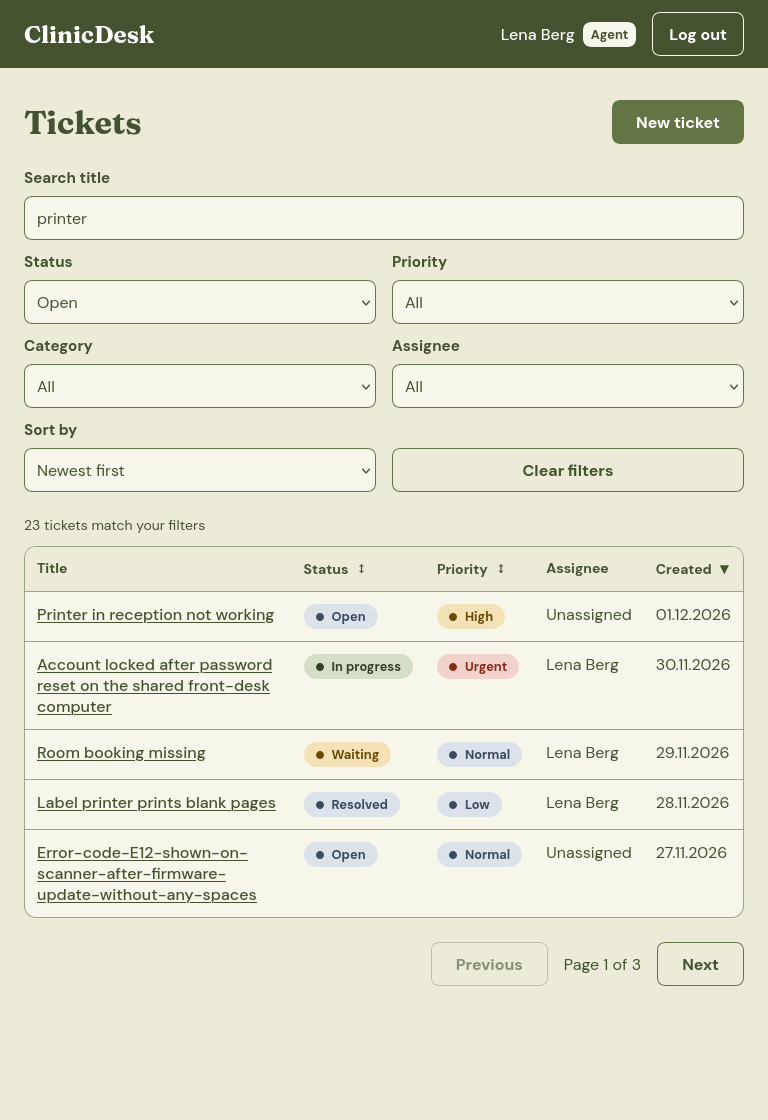 ClinicDesk
Lena Berg Agent Log out
Tickets
New ticket
Search title
printer
Status Priority
Open All
Category Assignee
All All
Sort by
Newest first Clear filters
23 tickets match your filters
Title Status ↕ Priority ↕ Assignee Created ▼
Printer in reception not working Open High Unassigned 01.12.2026
Account locked after password In progress Urgent Lena Berg 30.11.2026
reset on the shared front-desk
computer
Room booking missing Waiting Normal Lena Berg 29.11.2026
Label printer prints blank pages Resolved Low Lena Berg 28.11.2026
Error-code-E12-shown-on- Open Normal Unassigned 27.11.2026
scanner-after-firmware-
update-without-any-spaces
Previous Page 1 of 3 Next